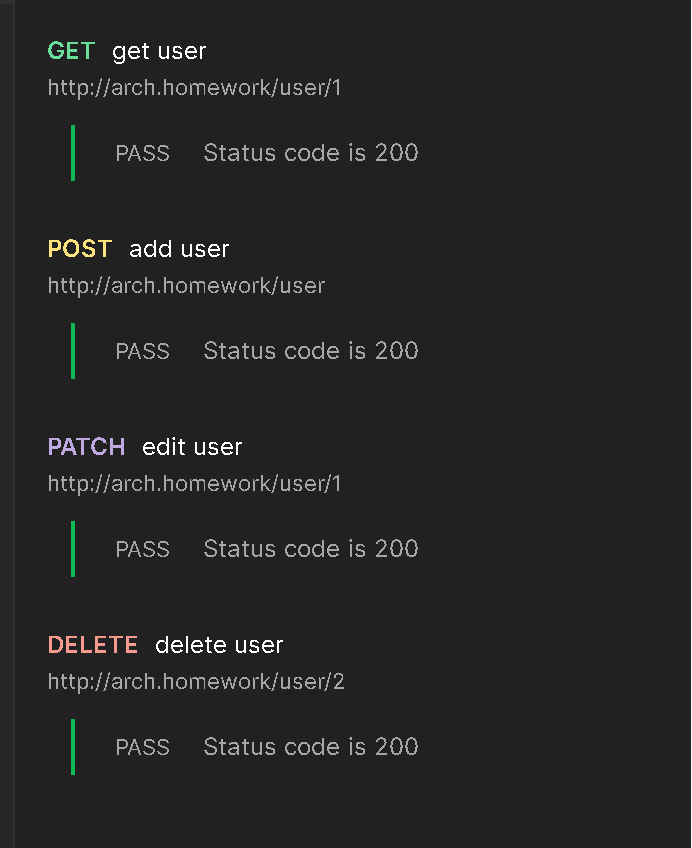 GET get user
http://arch.homework/user/1
PASS Status code is 200
POST add user
http://arch.homework/user
PASS Status code is 200
PATCH edit user
http://arch.homework/user/1
PASS Status code is 200
DELETE delete user
http://arch.homework/user/2
PASS Status code is 200